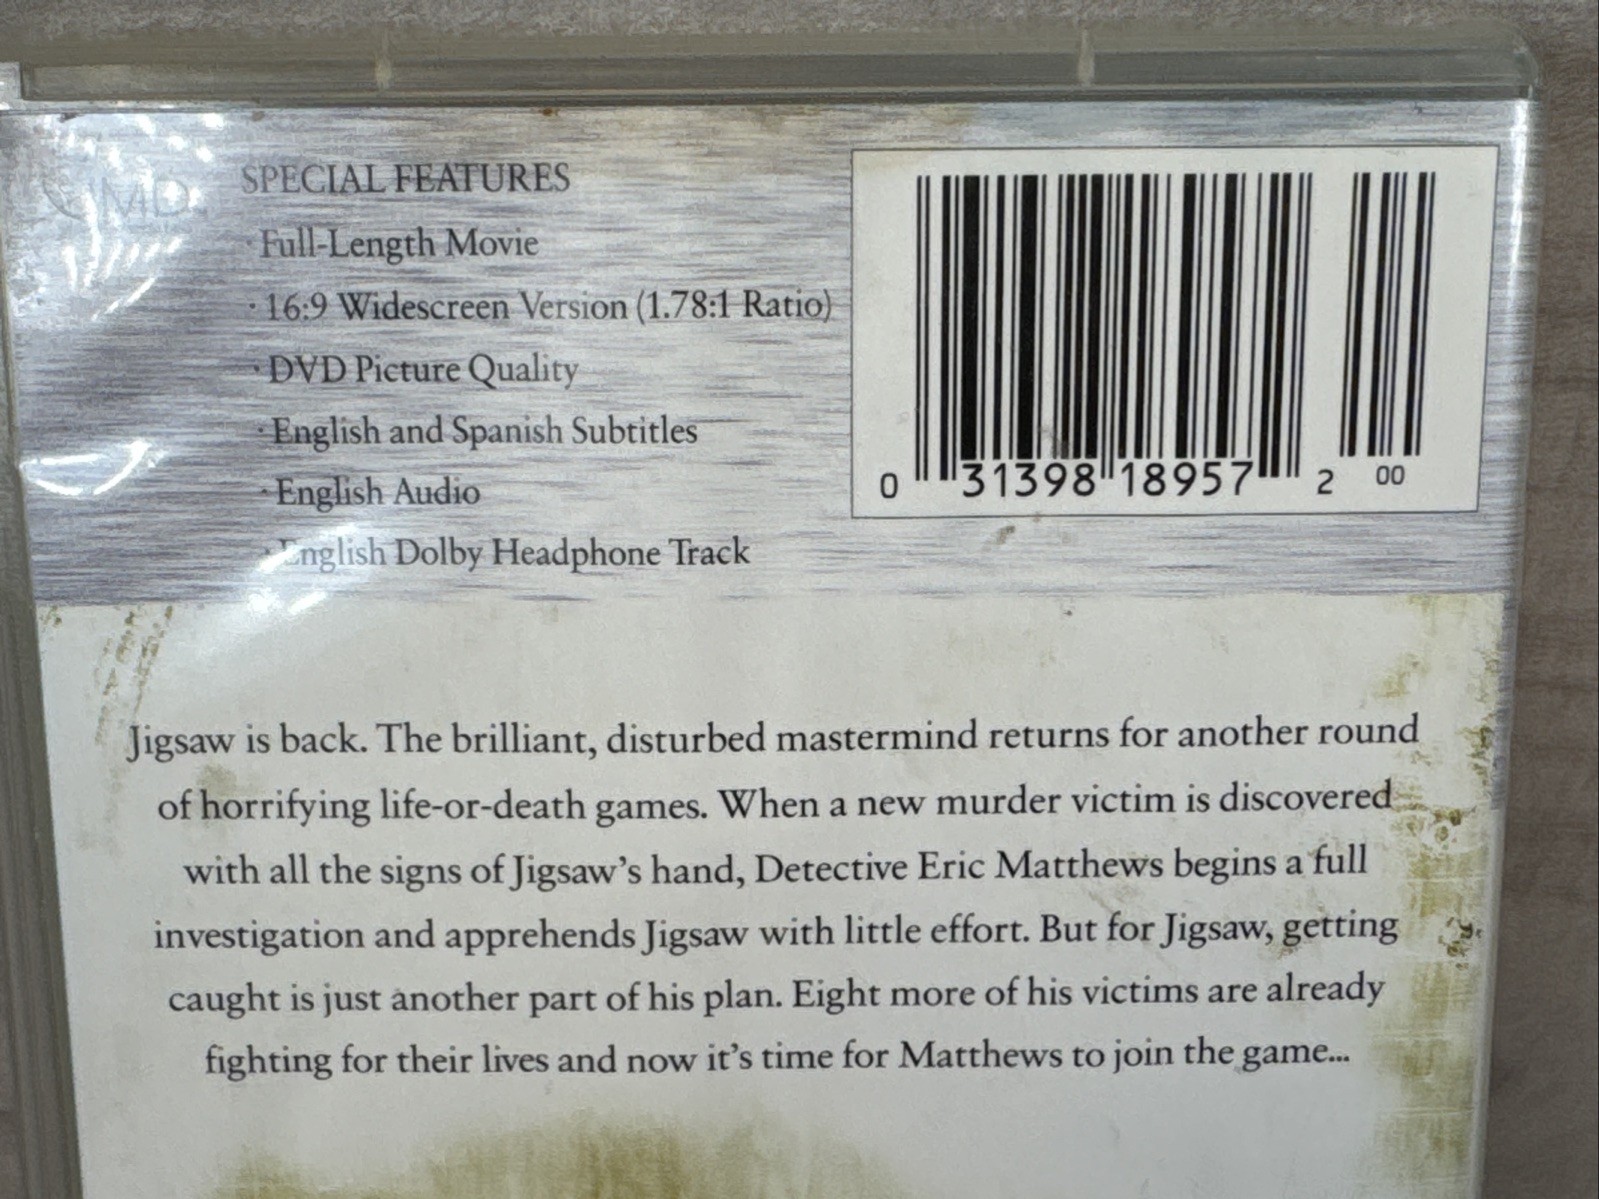 UMD
SPECIAL FEATURES
· Full-Length Movie
· 16:9 Widescreen Version (1.78:1 Ratio)
· DVD Picture Quality
· English and Spanish Subtitles
· English Audio
· English Dolby Headphone Track
0 31398 18957 2 00
Jigsaw is back. The brilliant, disturbed mastermind returns for another round
of horrifying life-or-death games. When a new murder victim is discovered
with all the signs of Jigsaw's hand, Detective Eric Matthews begins a full
investigation and apprehends Jigsaw with little effort. But for Jigsaw, getting
caught is just another part of his plan. Eight more of his victims are already
fighting for their lives and now it's time for Matthews to join the game...